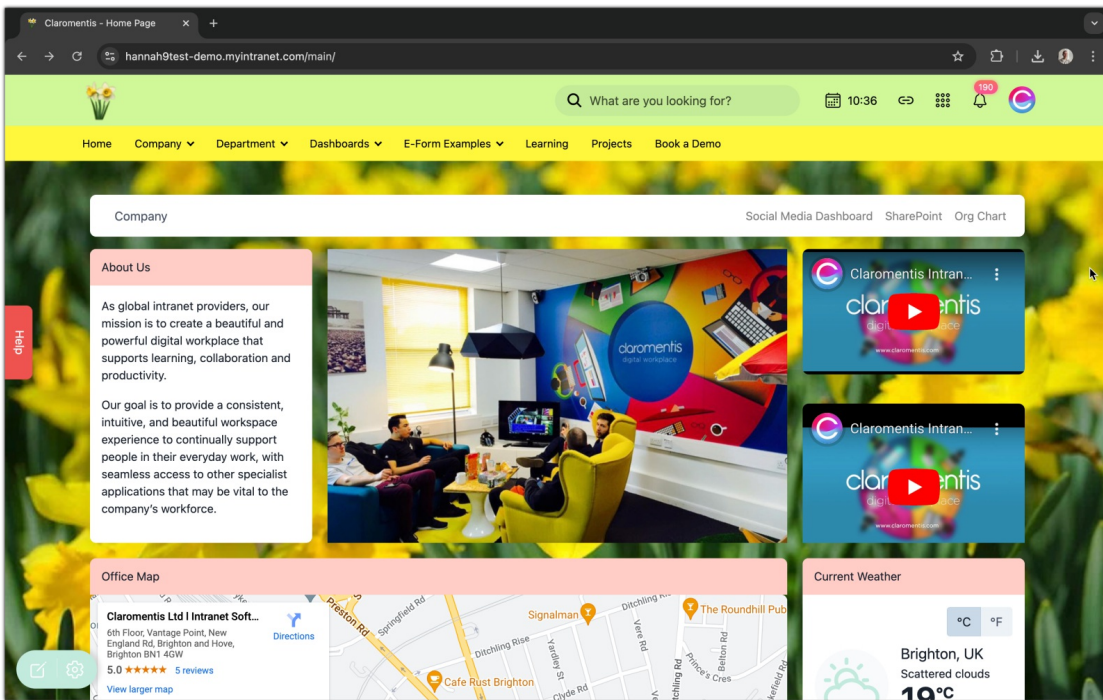 Claromentis - Home Page
hannah9test-demo.myintranet.com/main/
What are you looking for?
10:36
190
Home Company Department Dashboards E-Form Examples Learning Projects Book a Demo
Company
Social Media Dashboard SharePoint Org Chart
About Us
As global intranet providers, our
mission is to create a beautiful and
powerful digital workplace that
supports learning, collaboration and
productivity.
Our goal is to provide a consistent,
intuitive, and beautiful workspace
experience to continually support
people in their everyday work, with
seamless access to other specialist
applications that may be vital to the
company's workforce.
claromentis
digital workplace
Claromentis Intran...
www.claromentis.com
Claromentis Intran...
www.claromentis.com
Help
Office Map
Claromentis Ltd l Intranet Soft...
6th Floor, Vantage Point, New
England Rd, Brighton and Hove,
Brighton BN1 4GW
5.0 ★★★★★ 5 reviews
View larger map
Directions
Preston Rd
Springfield Rd
Signalman
Ditchling Rise
The Roundhill Pub
Yardley St
Vere Rd
Belton Rd
Prince's Cres
Cafe Rust Brighton
Clyde Rd
Current Weather
°C °F
Brighton, UK
Scattered clouds
19°C